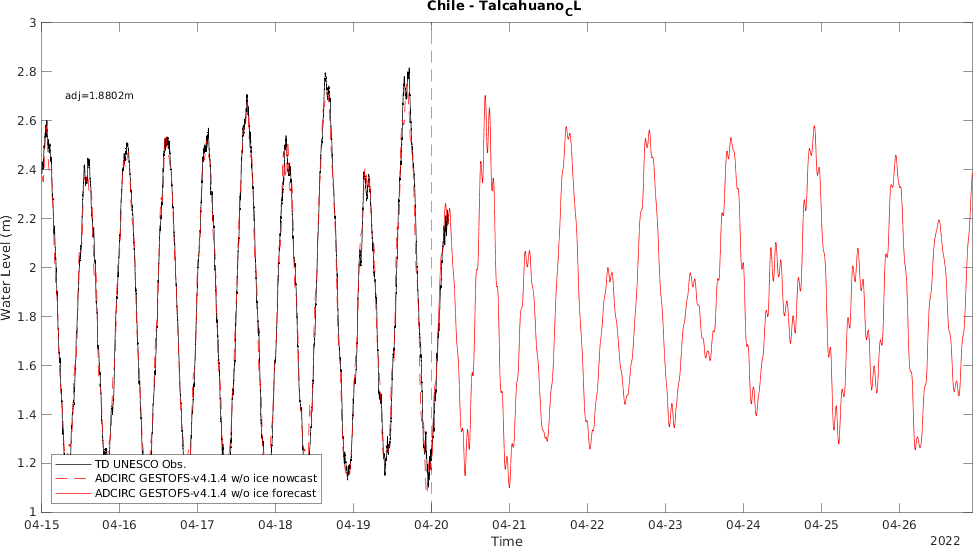 Chile - Talcahuano_CL
3
2.8
adj=1.8802m
2.6
2.4
2.2
2
1.8
1.6
1.4
1.2
1
Water Level (m)
TD UNESCO Obs.
ADCIRC GESTOFS-v4.1.4 w/o ice nowcast
ADCIRC GESTOFS-v4.1.4 w/o ice forecast
04-15 04-16 04-17 04-18 04-19 04-20 04-21 04-22 04-23 04-24 04-25 04-26
Time
2022